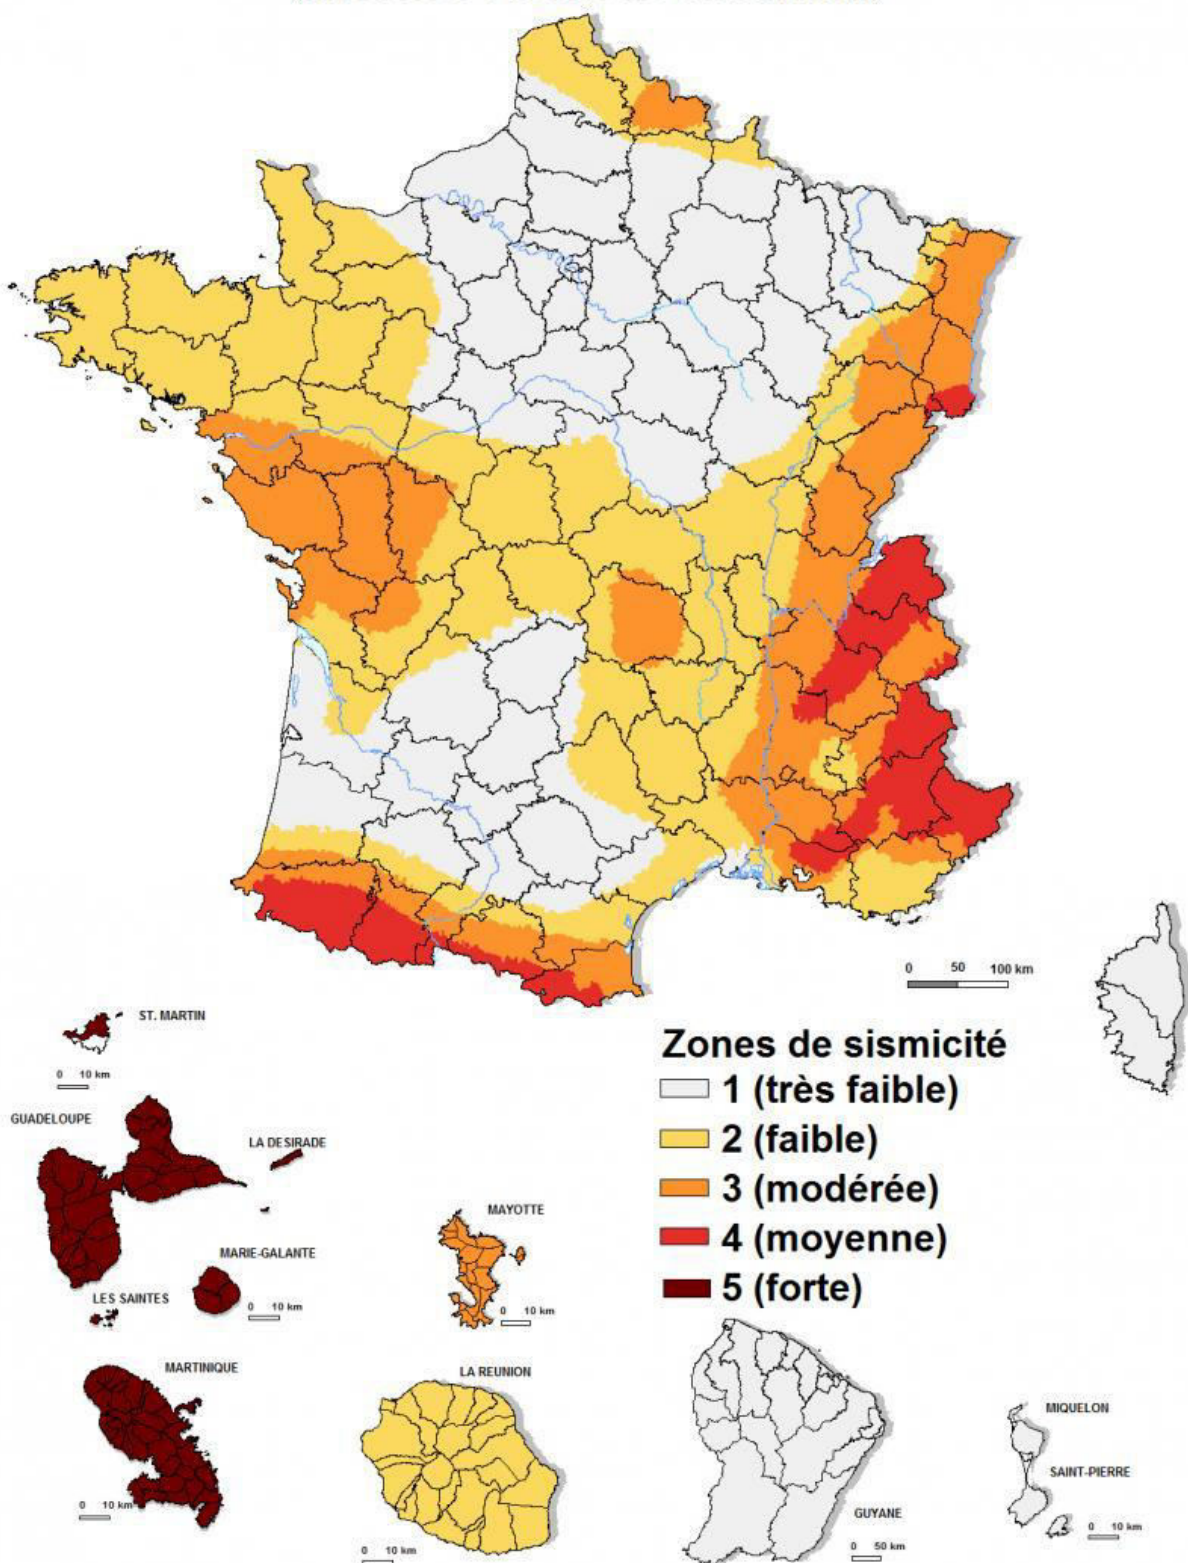 0 50 100 km
ST. MARTIN
0 10 km
GUADELOUPE
LA DESIRADE
MARIE-GALANTE
0 10 km
LES SAINTES
MAYOTTE
0 10 km
Zones de sismicité
1 (très faible)
2 (faible)
3 (modérée)
4 (moyenne)
5 (forte)
MARTINIQUE
0 10 km
LA REUNION
0 10 km
GUYANE
0 50 km
MIQUELON
SAINT-PIERRE
0 10 km